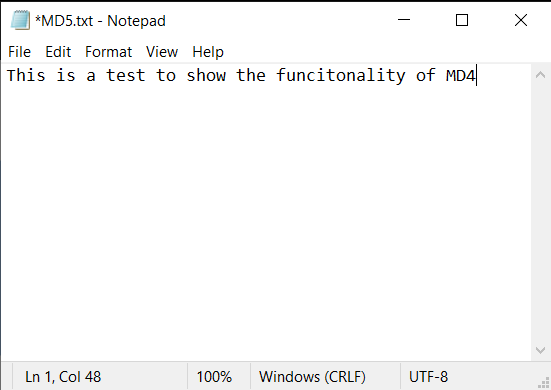 *MD5.txt - Notepad
File Edit Format View Help
This is a test to show the funcitonality of MD4
Ln 1, Col 48 100% Windows (CRLF) UTF-8